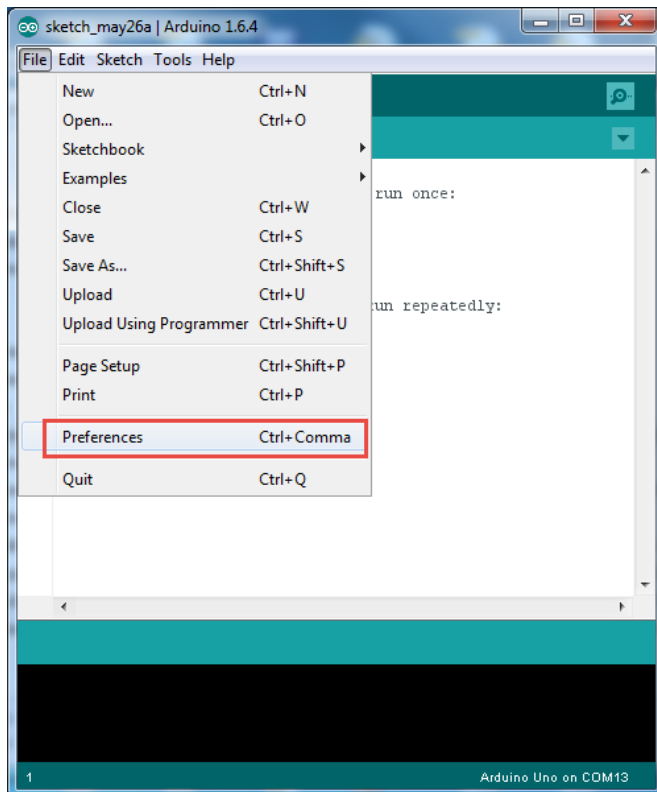 sketch_may26a | Arduino 1.6.4
File Edit Sketch Tools Help
New Ctrl+N
Open... Ctrl+O
Sketchbook
Examples
run once:
Close Ctrl+W
Save Ctrl+S
Save As... Ctrl+Shift+S
Upload Ctrl+U
run repeatedly:
Upload Using Programmer Ctrl+Shift+U
Page Setup Ctrl+Shift+P
Print Ctrl+P
Preferences Ctrl+Comma
Quit Ctrl+Q
1 Arduino Uno on COM13